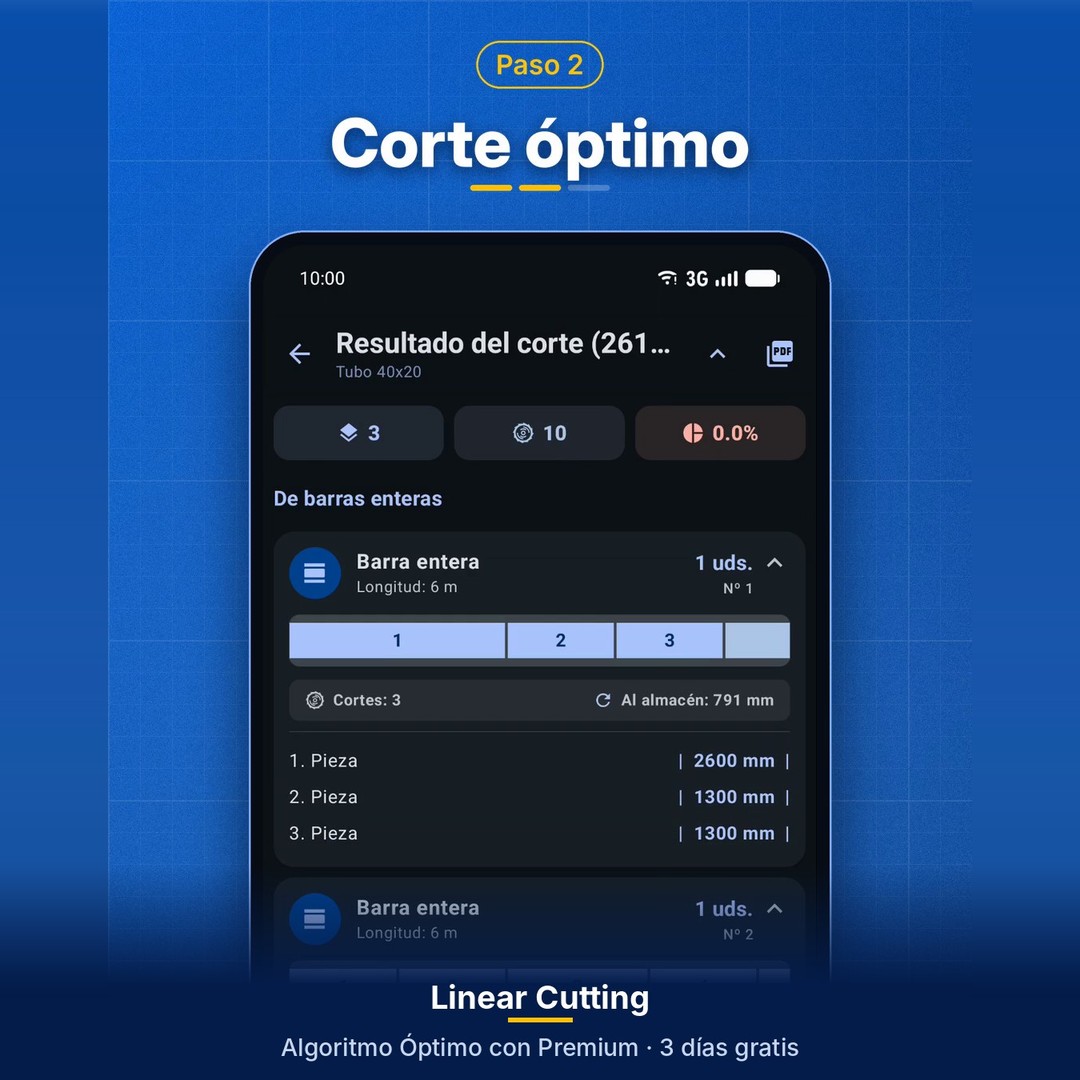 Paso 2
Corte óptimo
10:00
3G
Resultado del corte (261...
PDF
Tubo 40x20
3
10
0.0%
De barras enteras
Barra entera
1 uds.
Longitud: 6 m
Nº 1
1
2
3
Cortes: 3
Al almacén: 791 mm
1. Pieza | 2600 mm |
2. Pieza | 1300 mm |
3. Pieza | 1300 mm |
Barra entera
1 uds.
Longitud: 6 m
Nº 2
Linear Cutting
Algoritmo Óptimo con Premium · 3 días gratis